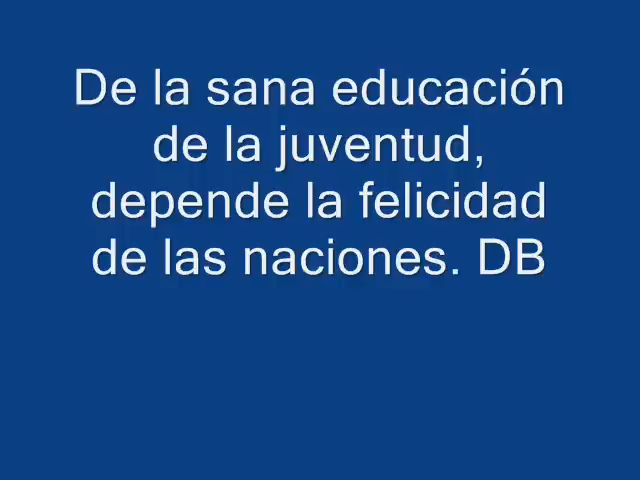 De la sana educación
de la juventud,
depende la felicidad
de las naciones. DB